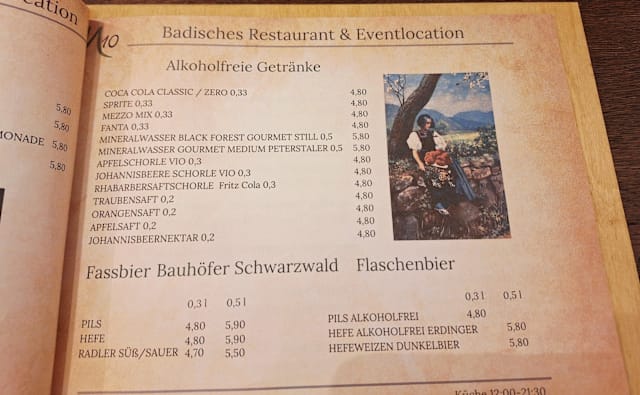 cation
5,80
5,80
MONADE 5,80
5,80
Badisches Restaurant & Eventlocation
Alkoholfreie Getränke
COCA COLA CLASSIC / ZERO 0,33 4,80
SPRITE 0,33 4,80
MEZZO MIX 0,33 4,80
FANTA 0,33 4,80
MINERALWASSER BLACK FOREST GOURMET STILL 0,5 5,80
MINERALWASSER GOURMET MEDIUM PETERSTALER 0,5 5,80
APFELSCHORLE VIO 0,3 4,80
JOHANNISBEERE SCHORLE VIO 0,3 4,80
RHABARBERSAFTSCHORLE Fritz Cola 0,3 4,80
TRAUBENSAFT 0,2 4,80
ORANGENSAFT 0,2 4,80
APFELSAFT 0,2 4,80
JOHANNISBEERNEKTAR 0,2 4,80
Fassbier Bauhöfer Schwarzwald
0,3 l 0,5 l
PILS 4,80 5,90
HEFE 4,80 5,90
RADLER SÜß/SAUER 4,70 5,50
Flaschenbier
0,3 l 0,5 l
PILS ALKOHOLFREI 4,80
HEFE ALKOHOLFREI ERDINGER 5,80
HEFEWEIZEN DUNKELBIER 5,80
Küche 12:00-21:30